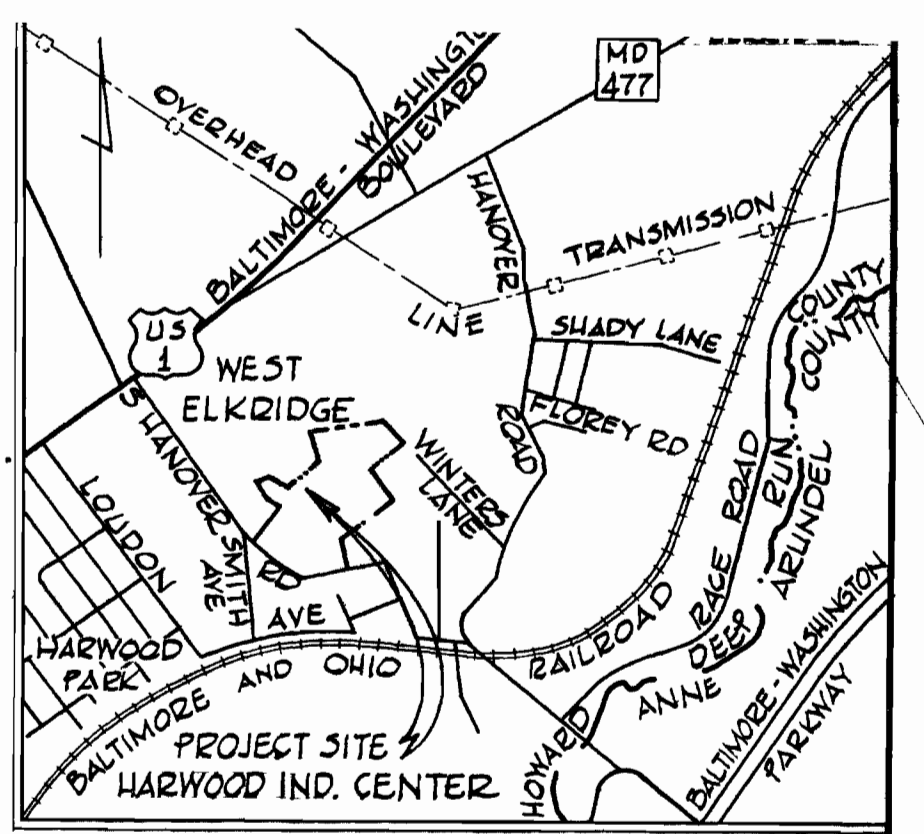 MD
477
OVERHEAD
BALTIMORE - WASHINGTO
BOULEVARD
HANOVER
TRANSMISSION
LINE
SHADY LANE
US
1
WEST
ELKRIDGE
COUNTY
COUNTY
FLOREY RD
ROAD
WINTERS
LANE
S HANOVER
RD
SMITH
AVE
LOUDON
AVE
HARWOOD
PARK
RACE ROAD
DEEP RUN
ANNE ARUNDEL
HOWARD
BALTIMORE AND OHIO RAILROAD
BALTIMORE - WASHINGTON
PARKWAY
PROJECT SITE
HARWOOD IND. CENTER